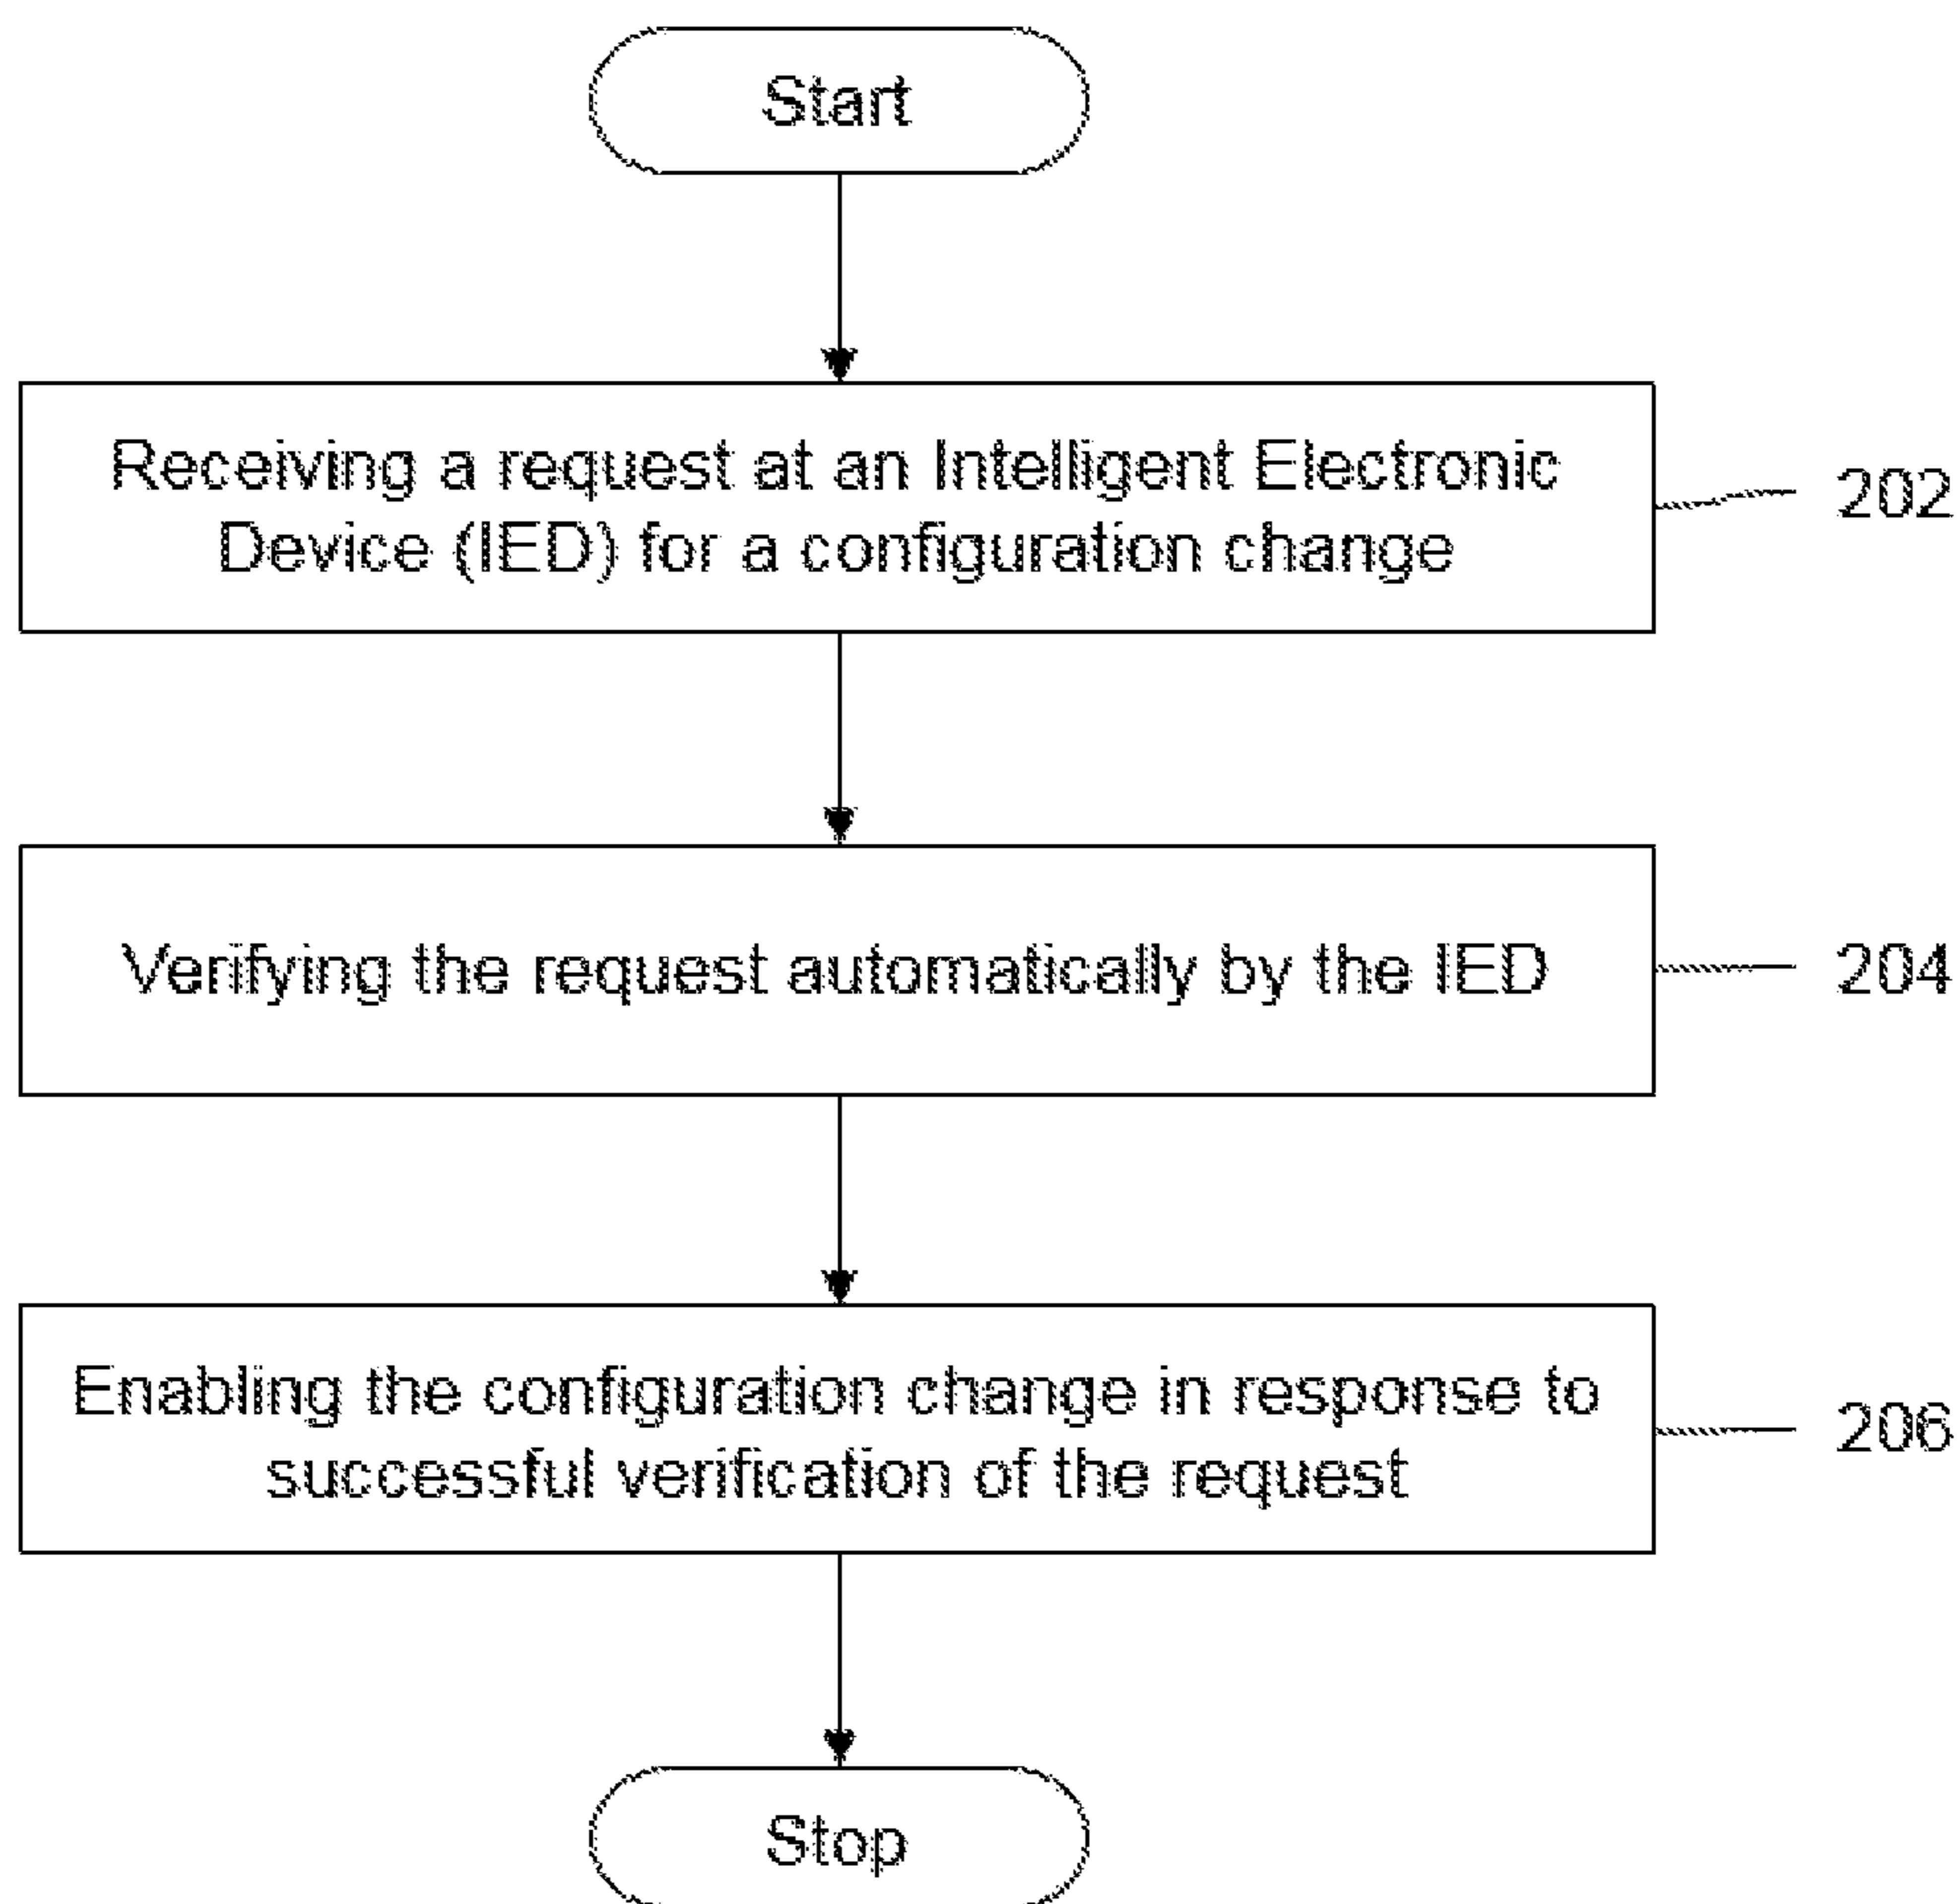 Start
Receiving a request at an Intelligent Electronic
Device (IED) for a configuration change
202
Verifying the request automatically by the IED
204
Enabling the configuration change in response to
successful verification of the request
206
Stop